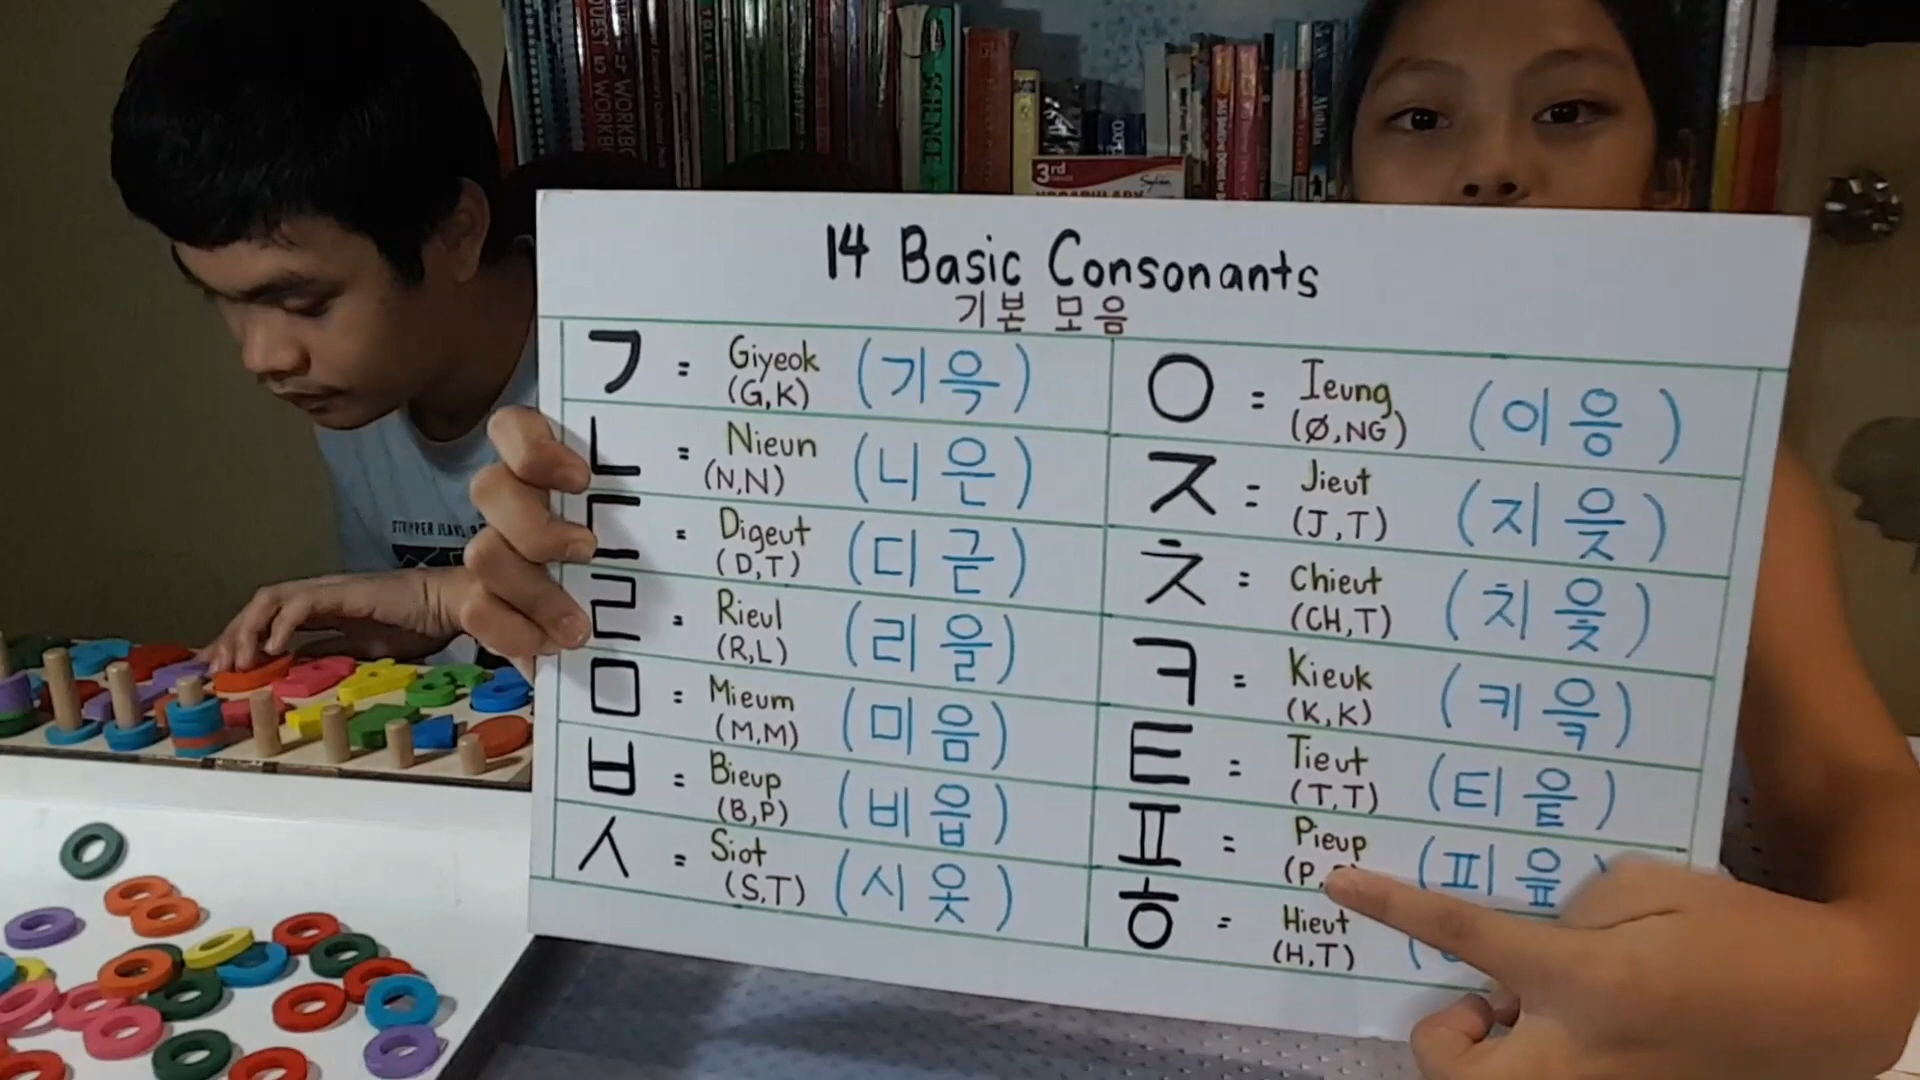 14 Basic Consonants
기본 모음
ㄱ = Giyeok (기윽)
(G,K)
ㄴ = Nieun (니은)
(N,N)
ㄷ = Digeut (디귿)
(D,T)
ㄹ = Rieul (리을)
(R,L)
ㅁ = Mieum (미음)
(M,M)
ㅂ = Bieup (비읍)
(B,P)
ㅅ = Siot (시옷)
(S,T)
ㅇ = Ieung (이응)
(Ø,NG)
ㅈ = Jieut (지읒)
(J,T)
ㅊ = Chieut (치읓)
(CH,T)
ㅋ = Kieuk (키읔)
(K,K)
ㅌ = Tieut (티읕)
(T,T)
ㅍ = Pieup (피읖)
(P,
ㅎ = Hieut
(H,T)
SCIENCE
3rd
VOCABULARY